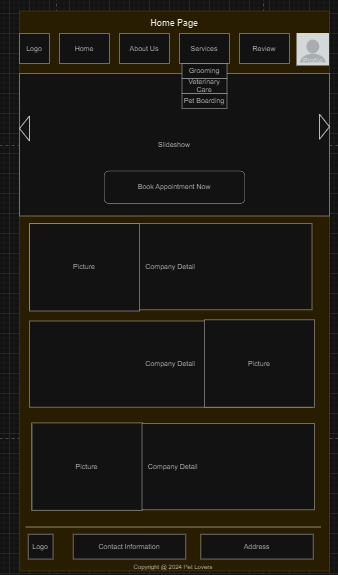 Home Page
Logo
Home
About Us
Services
Review
Grooming
Veterinary
Care
Pet Boarding
Slideshow
Book Appointment Now
Picture
Company Detail
Company Detail
Picture
Picture
Company Detail
Logo
Contact Information
Address
Copyright @ 2024 Pet Lovers